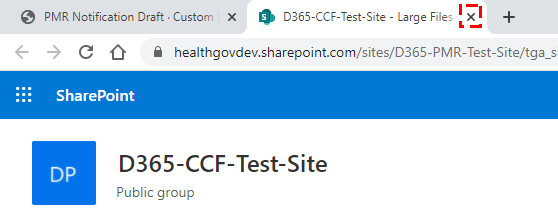 PMR Notification Draft · Custom
D365-CCF-Test-Site - Large Files
healthgovdev.sharepoint.com/sites/D365-PMR-Test-Site/tga_s
SharePoint
DP
D365-CCF-Test-Site
Public group